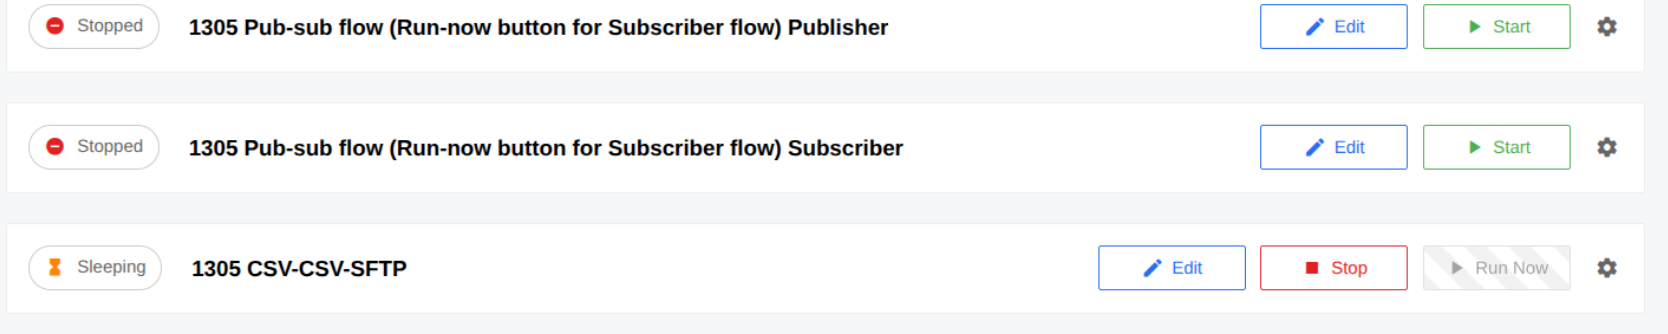 Stopped 1305 Pub-sub flow (Run-now button for Subscriber flow) Publisher Edit Start
Stopped 1305 Pub-sub flow (Run-now button for Subscriber flow) Subscriber Edit Start
Sleeping 1305 CSV-CSV-SFTP Edit Stop Run Now